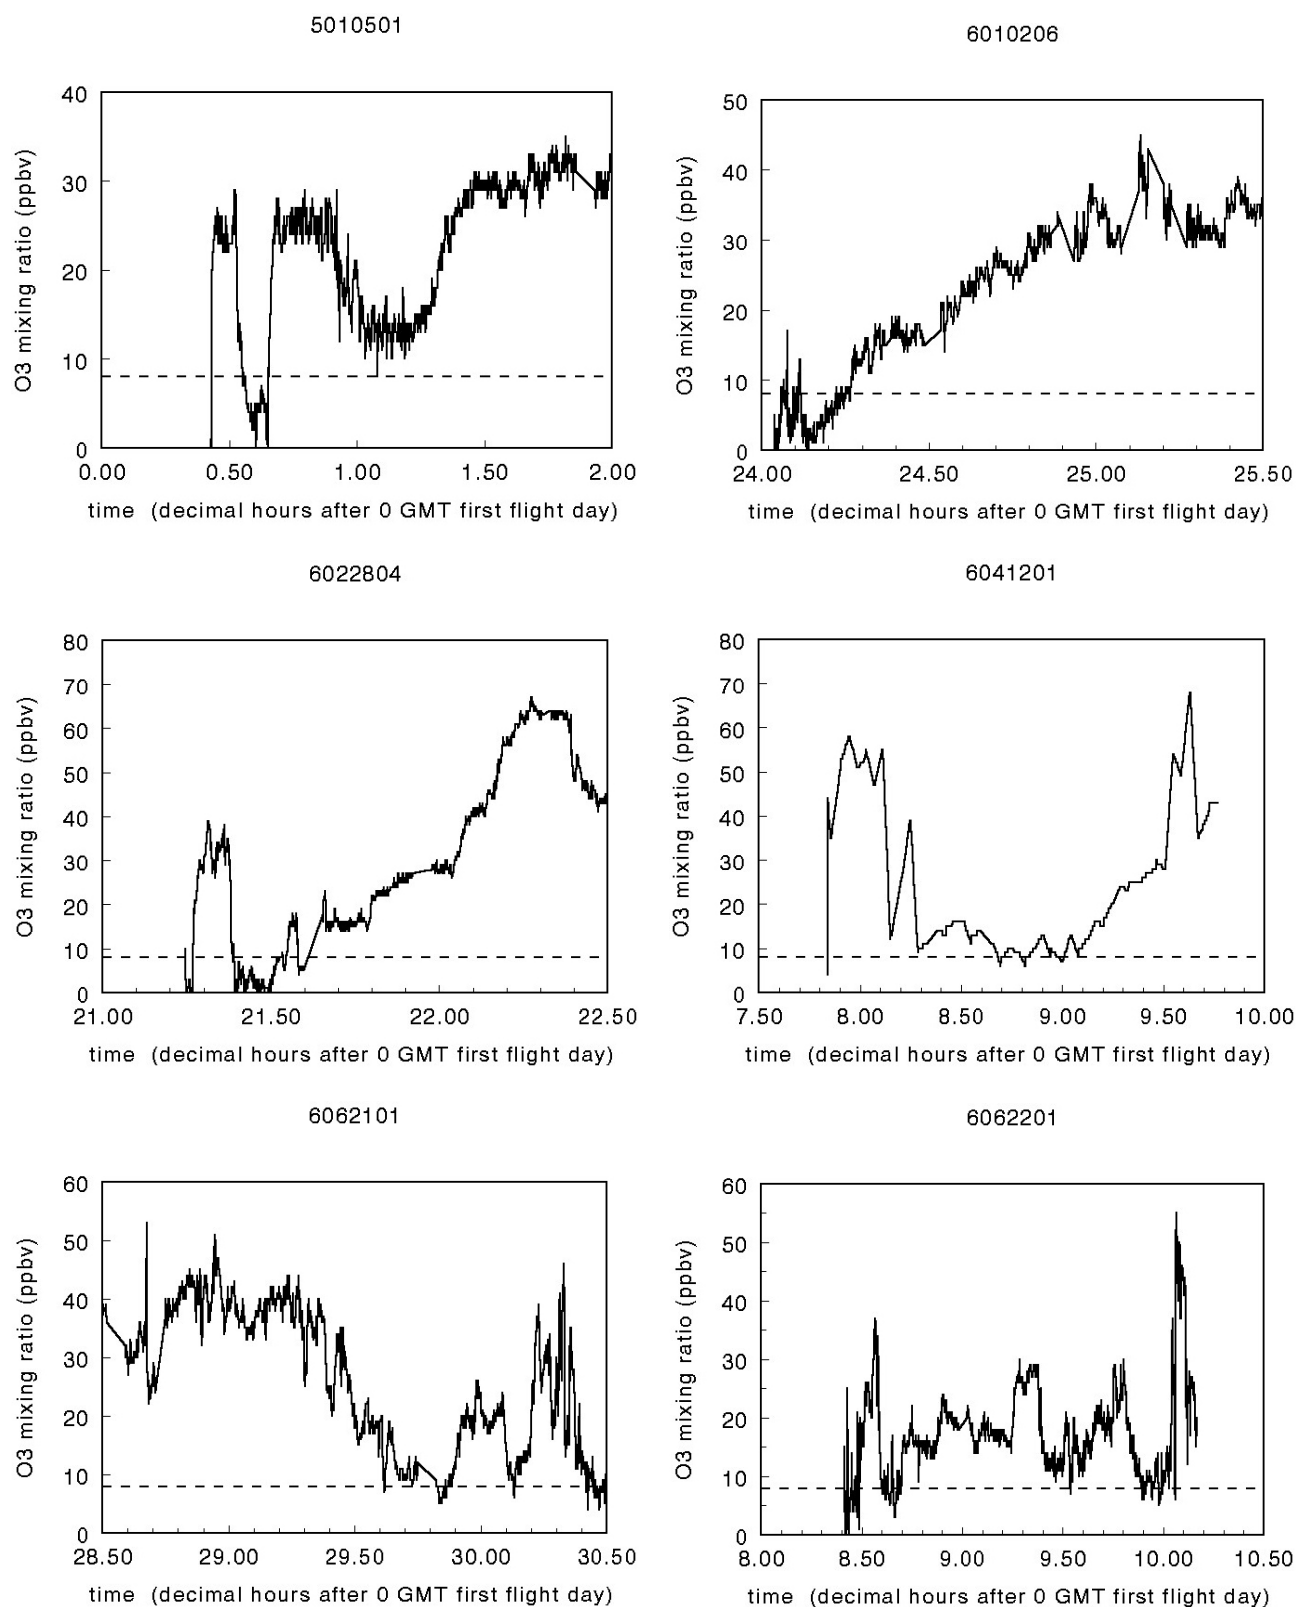 5010501
40
30
20
10
0
O3 mixing ratio (ppbv)
0.00 0.50 1.00 1.50 2.00
time (decimal hours after 0 GMT first flight day)
6010206
50
40
30
20
10
0
O3 mixing ratio (ppbv)
24.00 24.50 25.00 25.50
time (decimal hours after 0 GMT first flight day)
6022804
80
70
60
50
40
30
20
10
0
O3 mixing ratio (ppbv)
21.00 21.50 22.00 22.50
time (decimal hours after 0 GMT first flight day)
6041201
80
70
60
50
40
30
20
10
0
O3 mixing ratio (ppbv)
7.50 8.00 8.50 9.00 9.50 10.00
time (decimal hours after 0 GMT first flight day)
6062101
60
50
40
30
20
10
0
O3 mixing ratio (ppbv)
28.50 29.00 29.50 30.00 30.50
time (decimal hours after 0 GMT first flight day)
6062201
60
50
40
30
20
10
0
O3 mixing ratio (ppbv)
8.00 8.50 9.00 9.50 10.00 10.50
time (decimal hours after 0 GMT first flight day)